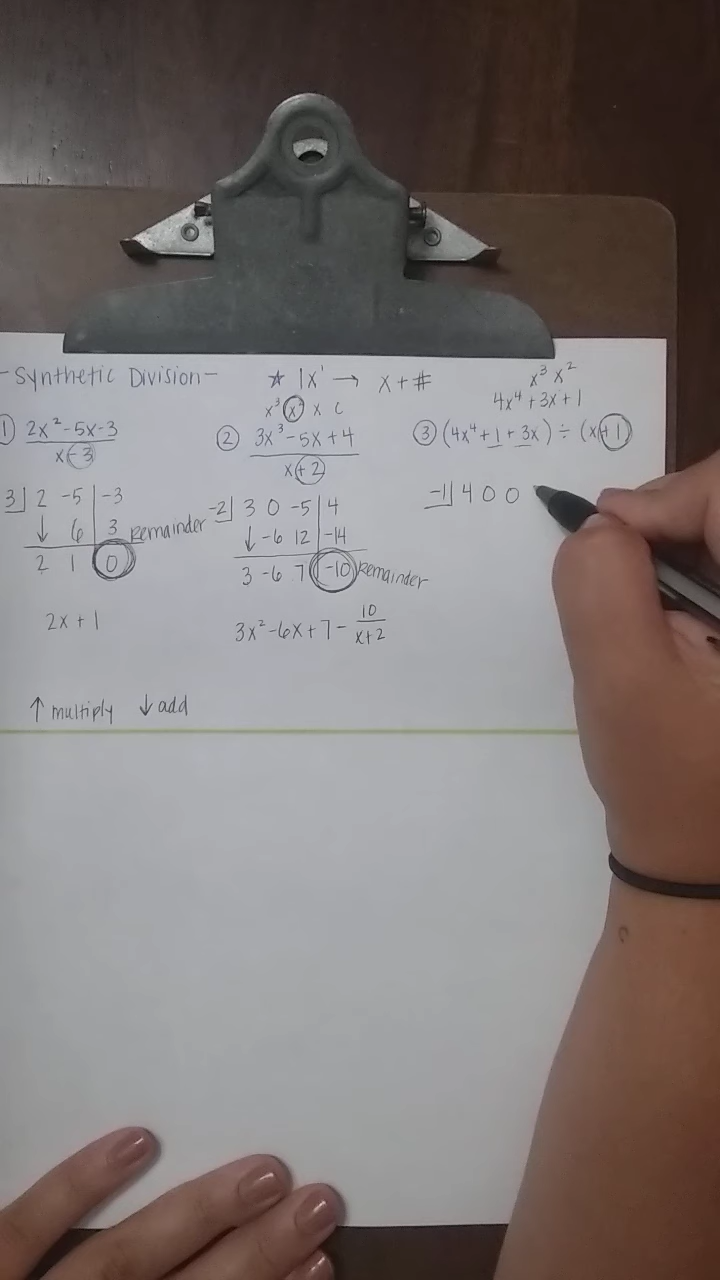 -Synthetic Division- ★ 1x¹ → x + #
① 2x² - 5x - 3
x - 3
3 2 -5 -3
↓ 6 3 remainder
2 1 0
2x + 1
↑ multiply ↓ add
x³ x² x c
② 3x³ - 5x + 4
x + 2
-2 3 0 -5 4
↓ -6 12 -14
3 -6 7 -10 remainder
3x² - 6x + 7 - 10
x + 2
x³ x²
4x⁴ + 3x + 1
③ (4x⁴ + 1 + 3x) ÷ (x + 1)
-1 4 0 0